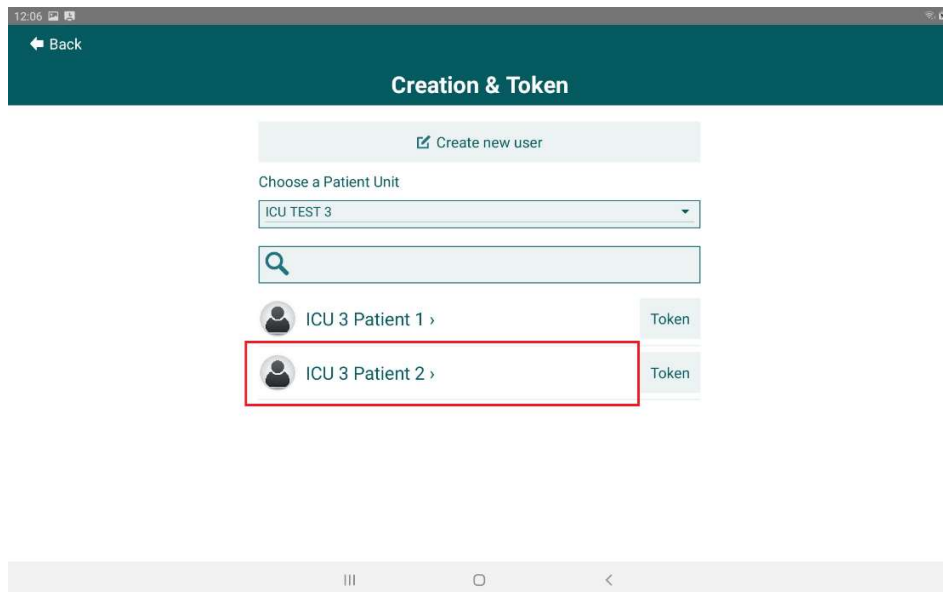 12:06
Back
Creation & Token
Create new user
Choose a Patient Unit
ICU TEST 3
ICU 3 Patient 1 ›
Token
ICU 3 Patient 2 ›
Token